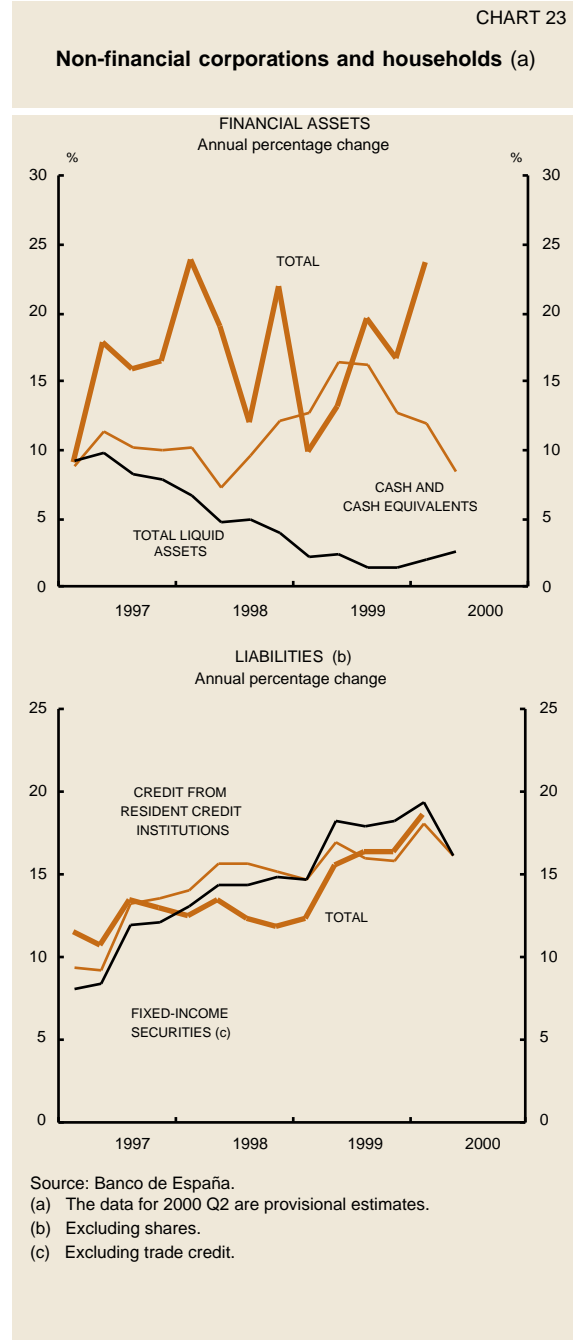 CHART 23
Non-financial corporations and households (a)
FINANCIAL ASSETS
Annual percentage change
% %
30 30
25 25
TOTAL
20 20
15 15
10 10
CASH AND
CASH EQUIVALENTS
5 5
TOTAL LIQUID
ASSETS
0 0
1997 1998 1999 2000
LIABILITIES (b)
Annual percentage change
25 25
20 20
CREDIT FROM
RESIDENT CREDIT
INSTITUTIONS
15 15
TOTAL
10 10
FIXED-INCOME
SECURITIES (c)
5 5
0 0
1997 1998 1999 2000
Source: Banco de España.
(a) The data for 2000 Q2 are provisional estimates.
(b) Excluding shares.
(c) Excluding trade credit.